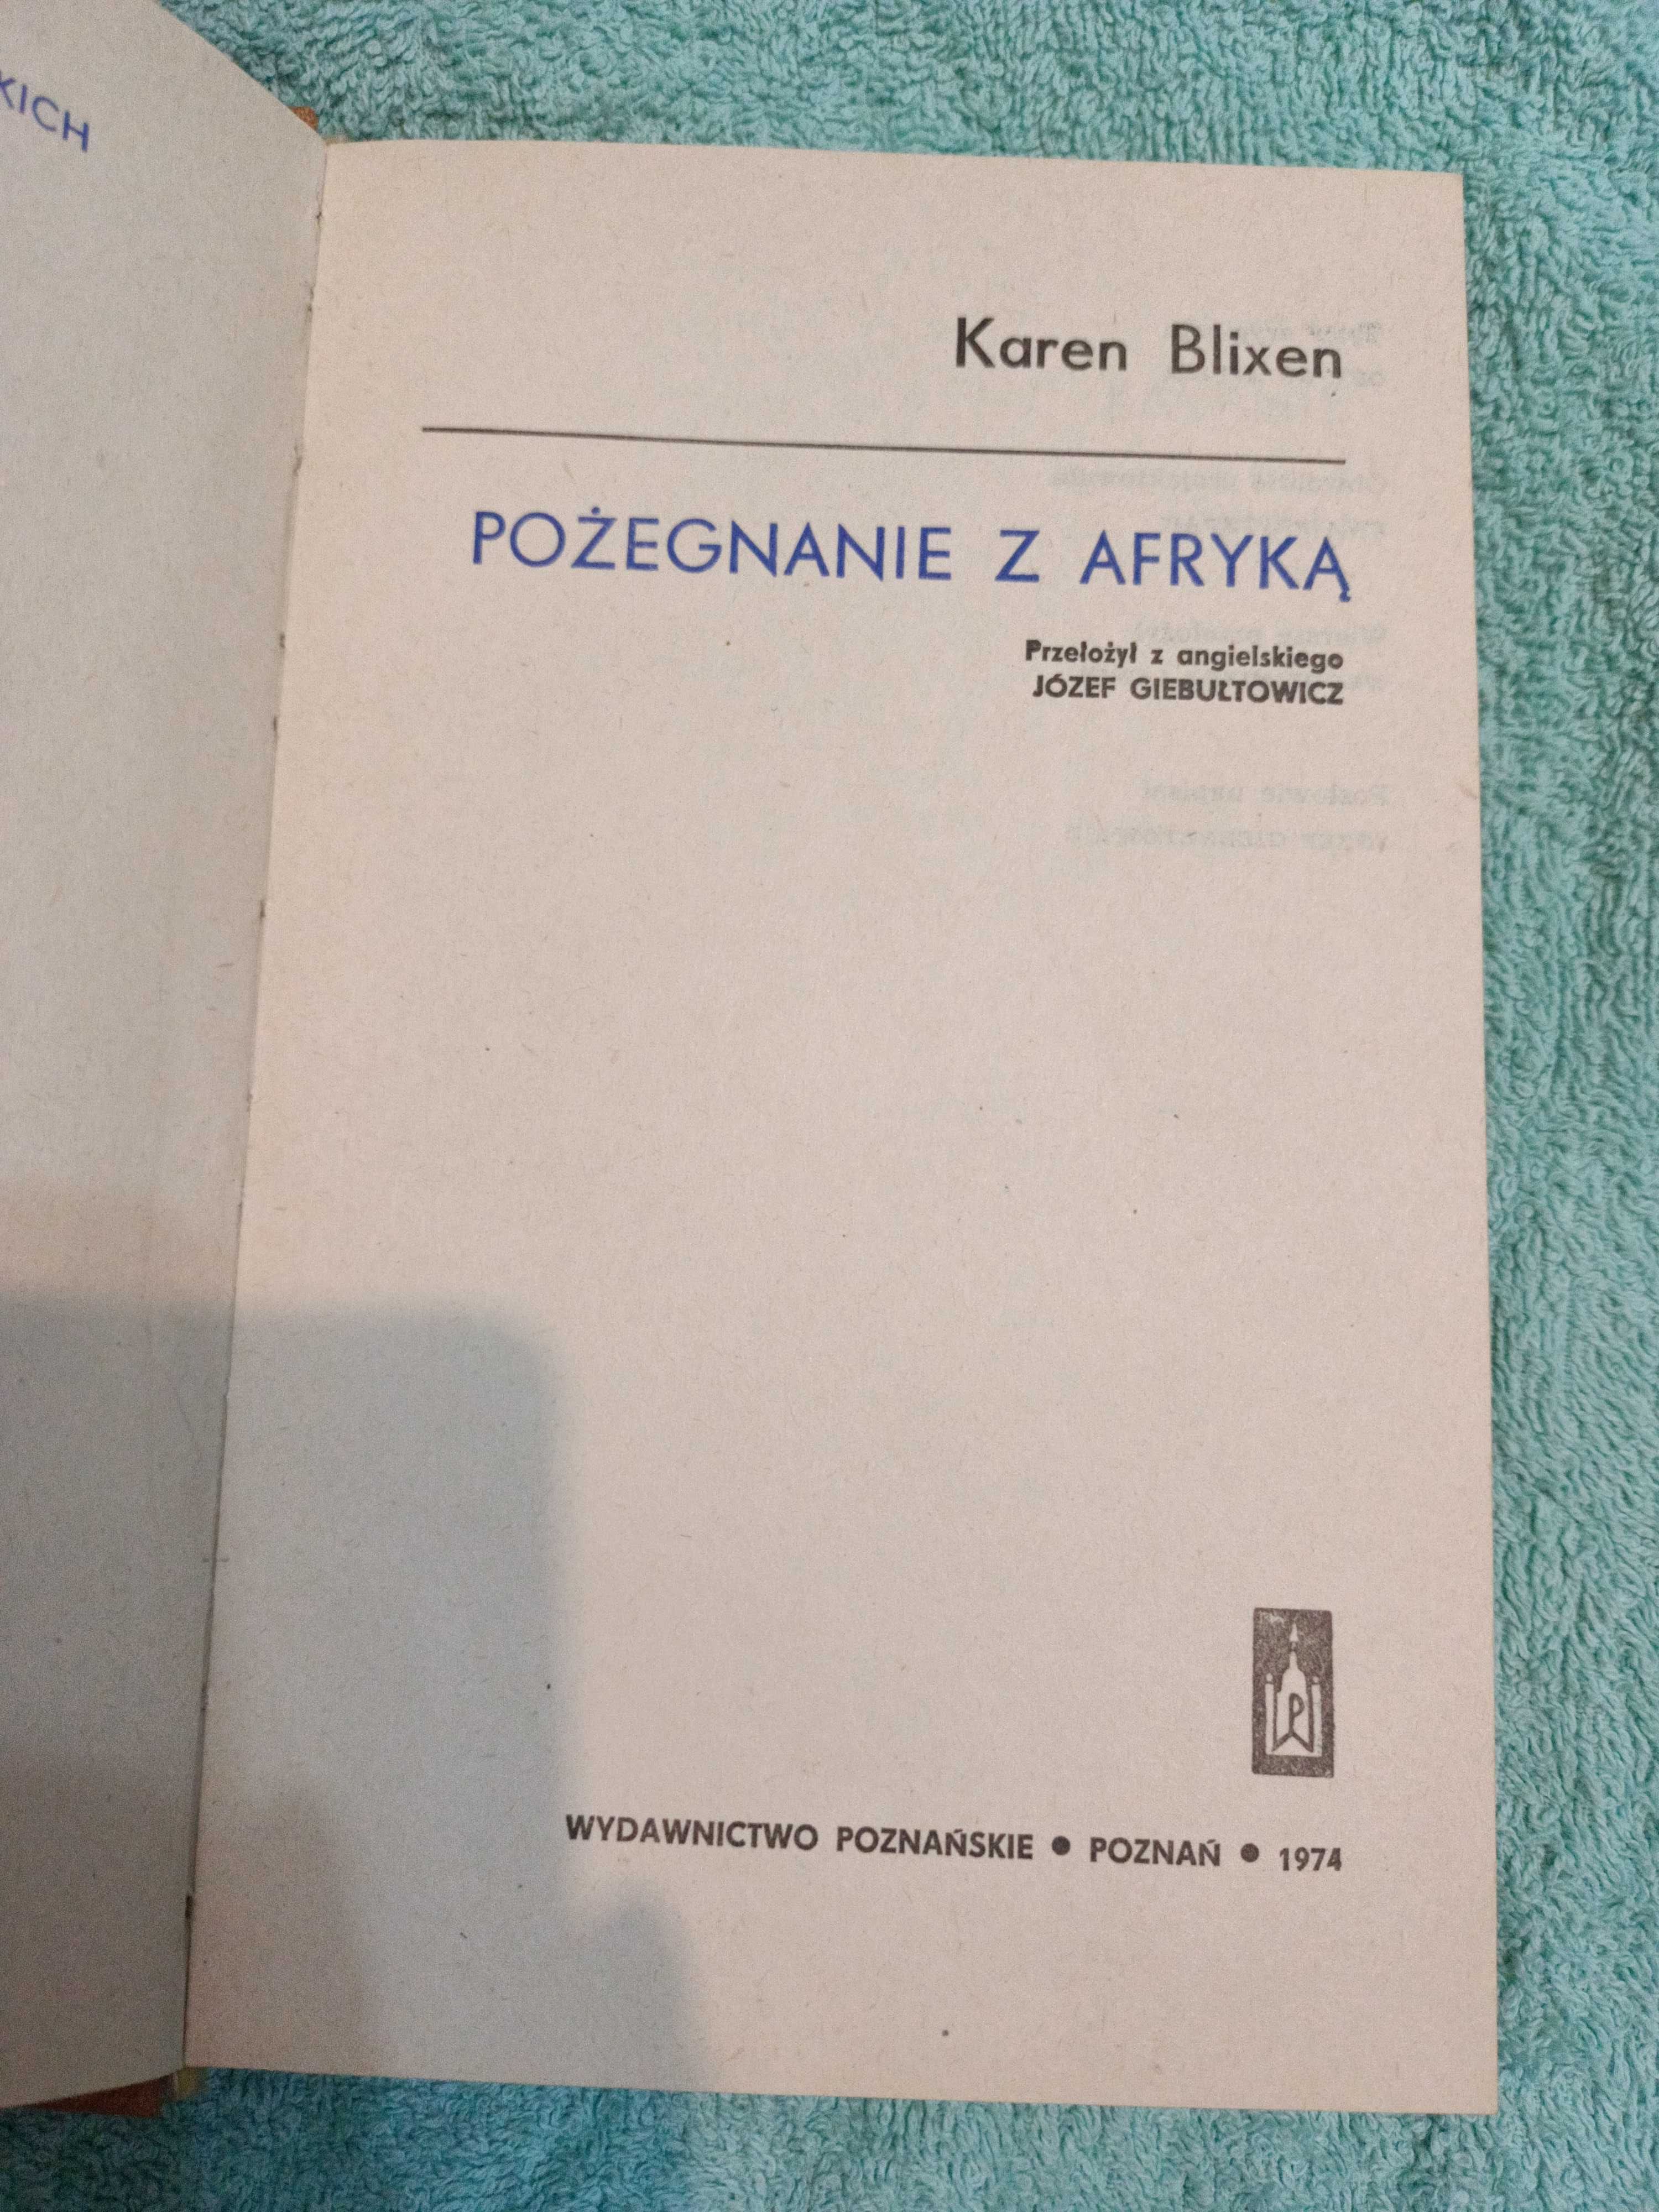 KICH
Karen Blixen
POŻEGNANIE Z AFRYKĄ
Przełożył z angielskiego
JÓZEF GIEBUŁTOWICZ
WYDAWNICTWO POZNAŃSKIE • POZNAŃ • 1974